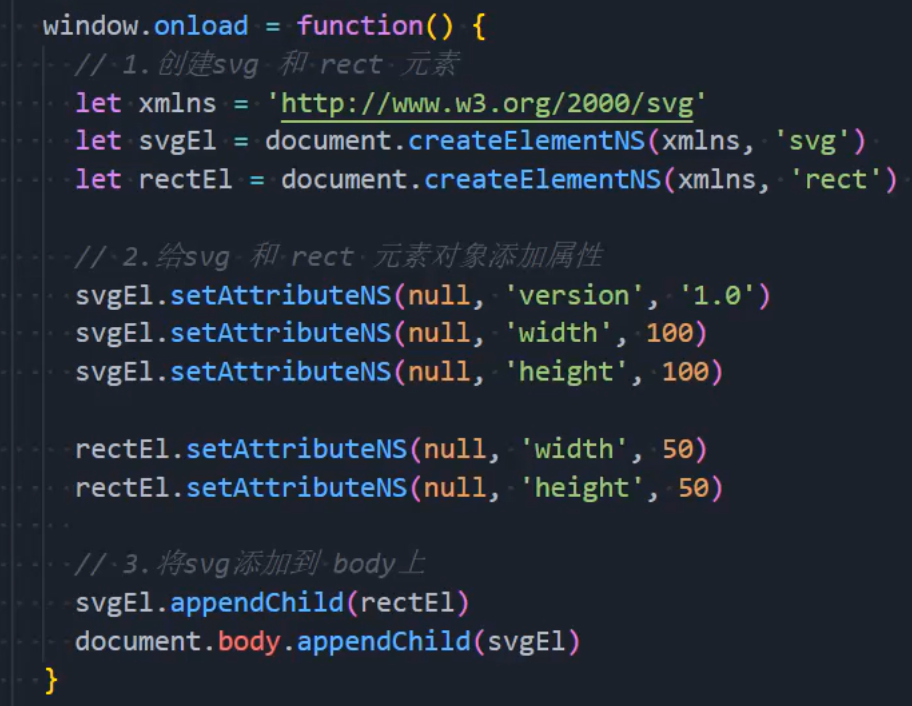 window.onload = function() {
// 1.创建svg 和 rect 元素
let xmlns = 'http://www.w3.org/2000/svg'
let svgEl = document.createElementNS(xmlns, 'svg')
let rectEl = document.createElementNS(xmlns, 'rect')
// 2.给svg 和 rect 元素对象添加属性
svgEl.setAttributeNS(null, 'version', '1.0')
svgEl.setAttributeNS(null, 'width', 100)
svgEl.setAttributeNS(null, 'height', 100)
rectEl.setAttributeNS(null, 'width', 50)
rectEl.setAttributeNS(null, 'height', 50)
// 3.将svg添加到 body上
svgEl.appendChild(rectEl)
document.body.appendChild(svgEl)
}